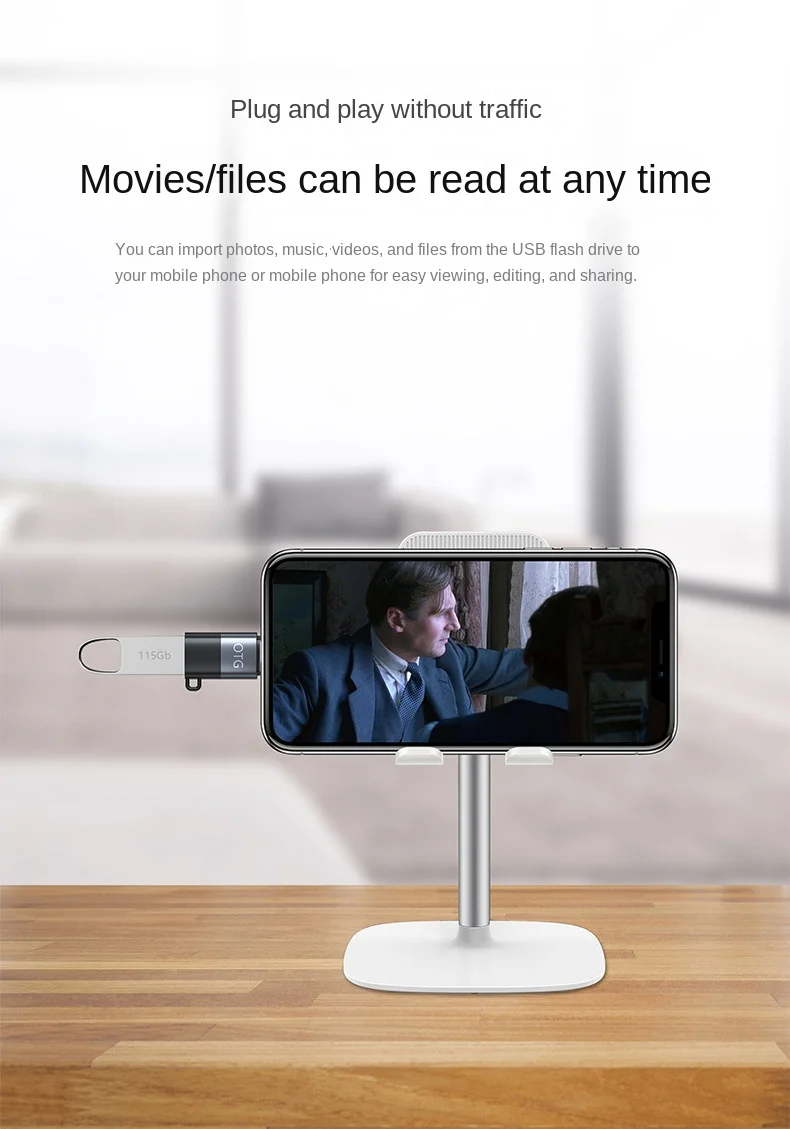 Plug and play without traffic
Movies/files can be read at any time
You can import photos, music, videos, and files from the USB flash drive to
your mobile phone or mobile phone for easy viewing, editing, and sharing.
115Gb
OTG